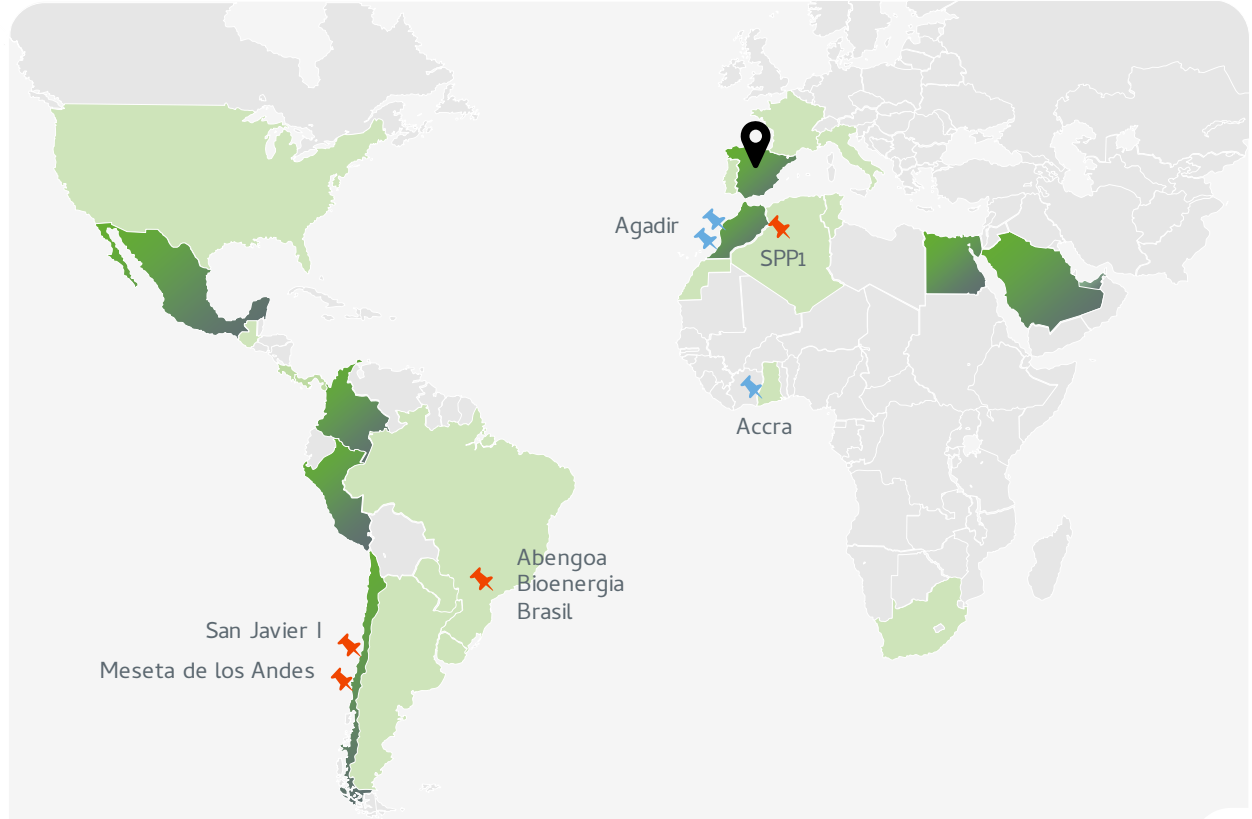 Agadir
SPP1
Accra
Abengoa
Bioenergia
Brasil
San Javier I
Meseta de los Andes